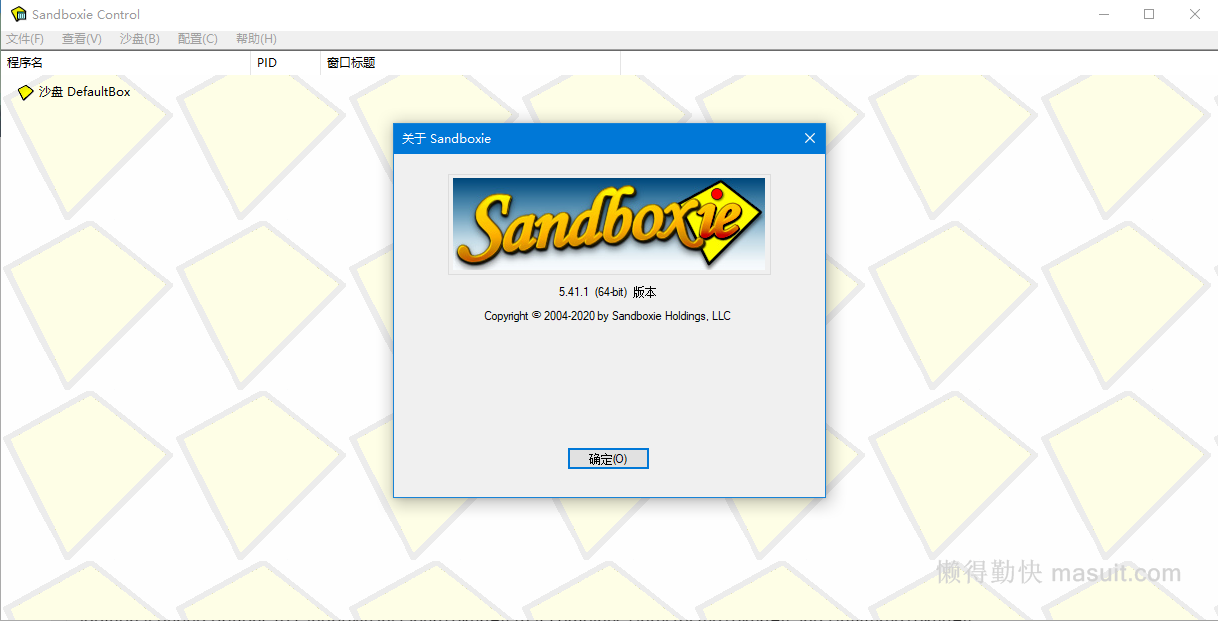 Sandboxie Control
文件(F) 查看(V) 沙盘(B) 配置(C) 帮助(H)
程序名 PID 窗口标题
沙盘 DefaultBox
关于 Sandboxie
Sandboxie
5.41.1 (64-bit) 版本
Copyright © 2004-2020 by Sandboxie Holdings, LLC
确定(O)
懒得勤快 masuit.com